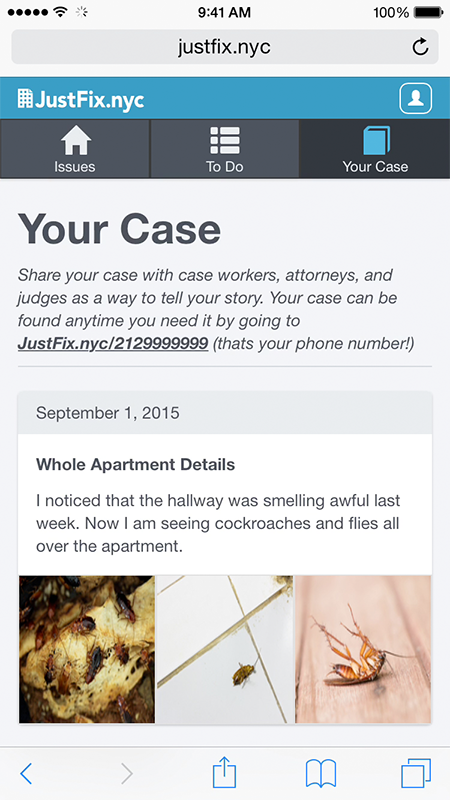 9:41 AM
100%
justfix.nyc
JustFix.nyc
Issues
To Do
Your Case
Your Case
Share your case with case workers, attorneys, and
judges as a way to tell your story. Your case can be
found anytime you need it by going to
JustFix.nyc/2129999999 (thats your phone number!)
September 1, 2015
Whole Apartment Details
I noticed that the hallway was smelling awful last
week. Now I am seeing cockroaches and flies all
over the apartment.